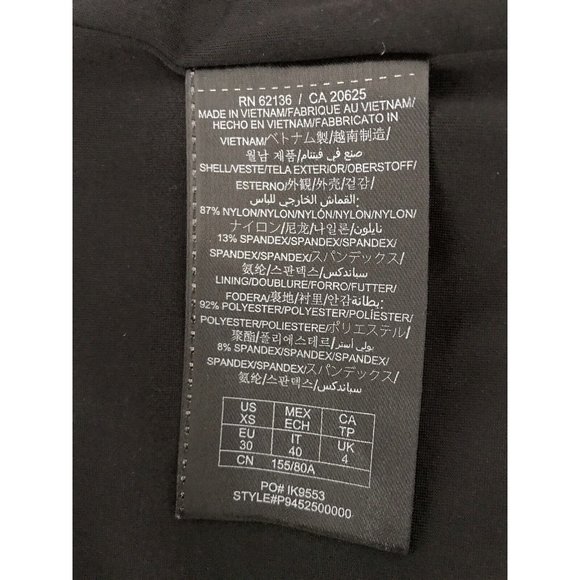 RN 62136 / CA 20625
MADE IN VIETNAM/FABRIQUE AU VIETNAM/
HECHO EN VIETNAM/FABBRICATO IN
VIETNAM/ベトナム製/越南制造/
월남 제품/صنع في فيتنام/
SHELL/VESTE/TELA EXTERIOR/OBERSTOFF/
ESTERNO/外観/外壳/겉감/
القماش الخارجي للباس:
87% NYLON/NYLON/NYLÓN/NYLON/NYLON/
ナイロン/尼龙/나일론/نايلون
13% SPANDEX/SPANDEX/SPANDEX/
SPANDEX/SPANDEX/スパンデックス/
氨纶/스판덱스/سباندكس
LINING/DOUBLURE/FORRO/FUTTER/
FODERA/裏地/衬里/안감/بطانة:
92% POLYESTER/POLYESTER/POLIÉSTER/
POLYESTER/POLIESTERE/ポリエステル/
聚酯/폴리에스테르/بولي أستر
8% SPANDEX/SPANDEX/SPANDEX/
SPANDEX/SPANDEX/スパンデックス/
氨纶/스판덱스/سباندكس
US XS MEX ECH CA TP
EU 30 IT 40 UK 4
CN 155/80A
PO# IK9553
STYLE#P9452500000